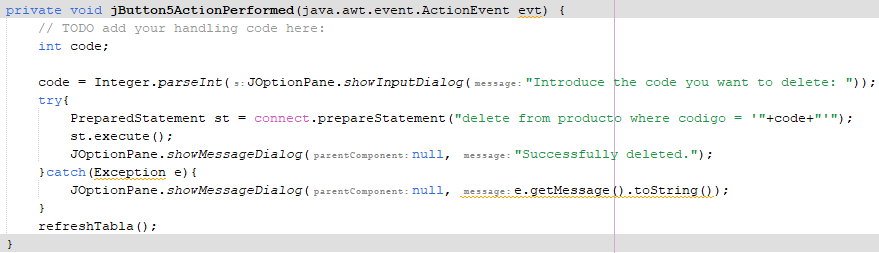 private void jButton5ActionPerformed(java.awt.event.ActionEvent evt) {
// TODO add your handling code here:
int code;
code = Integer.parseInt(s:JOptionPane.showInputDialog(message:"Introduce the code you want to delete: "));
try{
PreparedStatement st = connect.prepareStatement("delete from producto where codigo = '"+code+"'");
st.execute();
JOptionPane.showMessageDialog(parentComponent:null, message:"Successfully deleted.");
}catch(Exception e){
JOptionPane.showMessageDialog(parentComponent:null, message:e.getMessage().toString());
}
refreshTabla();
}